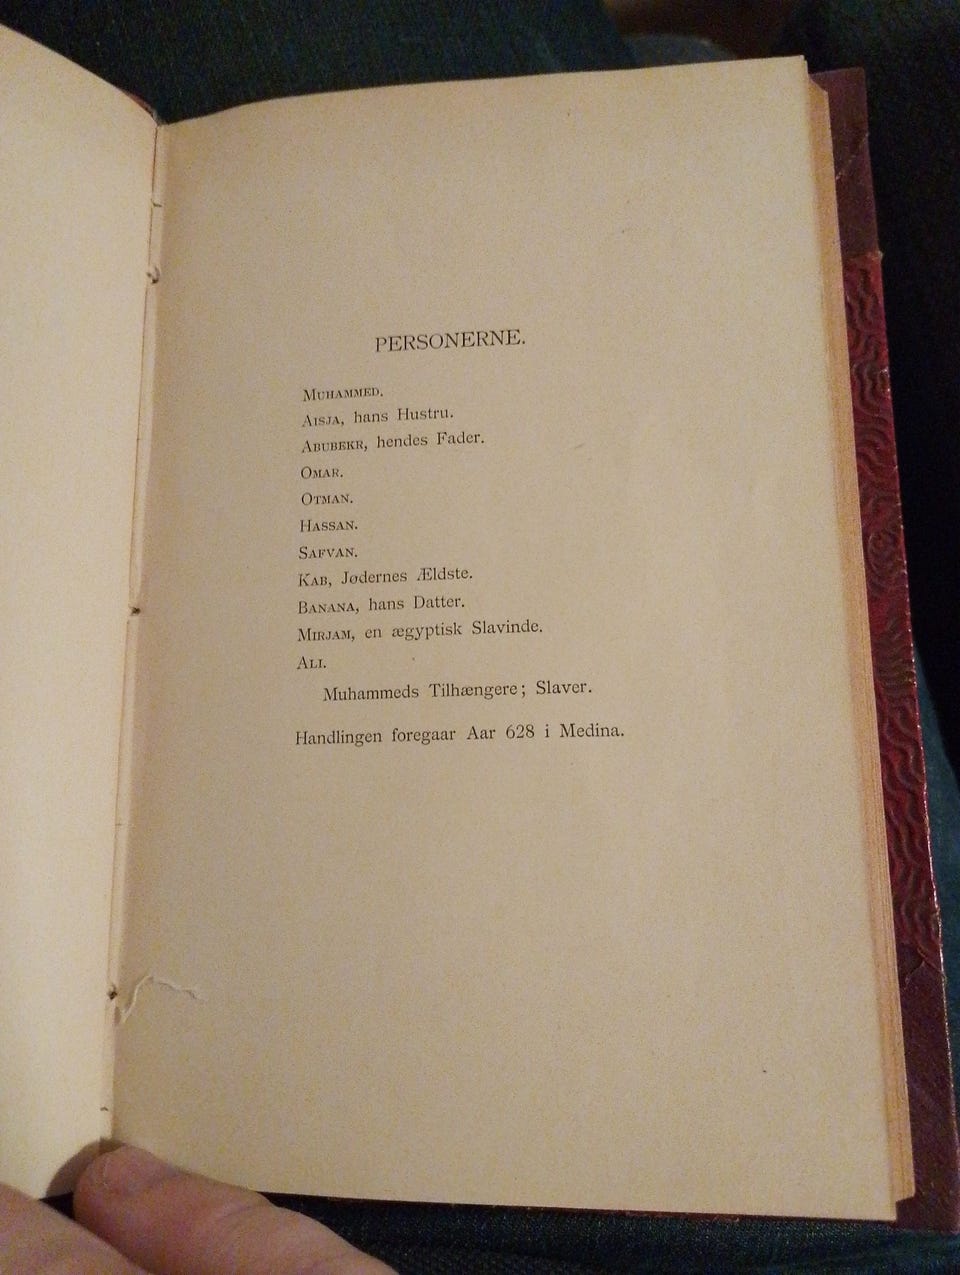 PERSONERNE.
MUHAMMED.
AISJA, hans Hustru.
ABUBEKR, hendes Fader.
OMAR.
OTMAN.
HASSAN.
SAFVAN.
KAB, Jødernes Ældste.
BANANA, hans Datter.
MIRJAM, en ægyptisk Slavinde.
ALI.
Muhammeds Tilhængere; Slaver.
Handlingen foregaar Aar 628 i Medina.